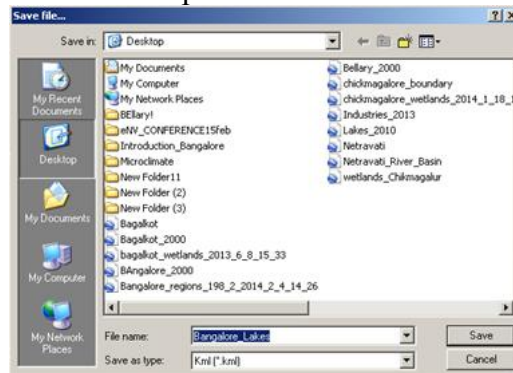 Save file...
Save in: Desktop
My Recent Documents
Desktop
My Documents
My Computer
My Network Places
My Documents
My Computer
My Network Places
BEllary!
eNV_CONFERENCE15feb
Introduction_Bangalore
Microclimate
New Folder11
New Folder (2)
New Folder (3)
Bagalkot
Bagalkot_2000
bagalkot_wetlands_2013_6_8_15_33
BAngalore_2000
Bangalore_regions_198_2_2014_2_4_14_26
Bellary_2000
chickmagalore_boundary
chickmagalore_wetlands_2014_1_18_1
Industries_2013
Lakes_2010
Netravati
Netravati_River_Basin
wetlands_Chikmagalur
File name: Bangalore_Lakes
Save
Save as type: Kml (*.kml)
Cancel